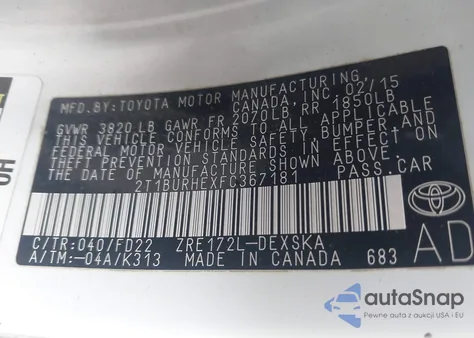 MFD.BY:TOYOTA MOTOR MANUFACTURING,
CANADA, INC. 02/15
GVWR 3820 LB GAWR FR 2070LB RR 1850LB
THIS VEHICLE CONFORMS TO ALL APPLICABLE
FEDERAL MOTOR VEHICLE SAFETY, BUMPER AND
THEFT PREVENTION STANDARDS IN EFFECT ON
THE DATE OF MANUFACTURE SHOWN ABOVE.
2T1BURHEXFC367181 PASS.CAR
C/TR:040/FD22 ZRE172L-DEXSKA
A/TM:-04A/K313 MADE IN CANADA 683
AD
autaSnap
Pewne auta z aukcji USA i EU